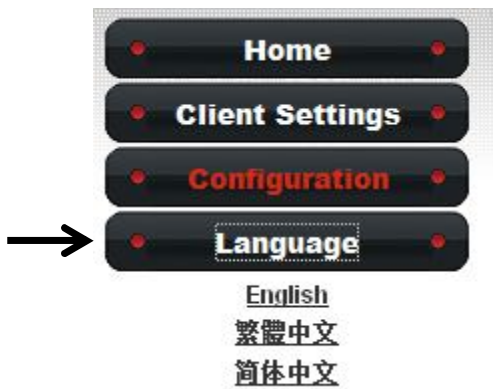 Home
Client Settings
Configuration
Language
English
繁體中文
简体中文